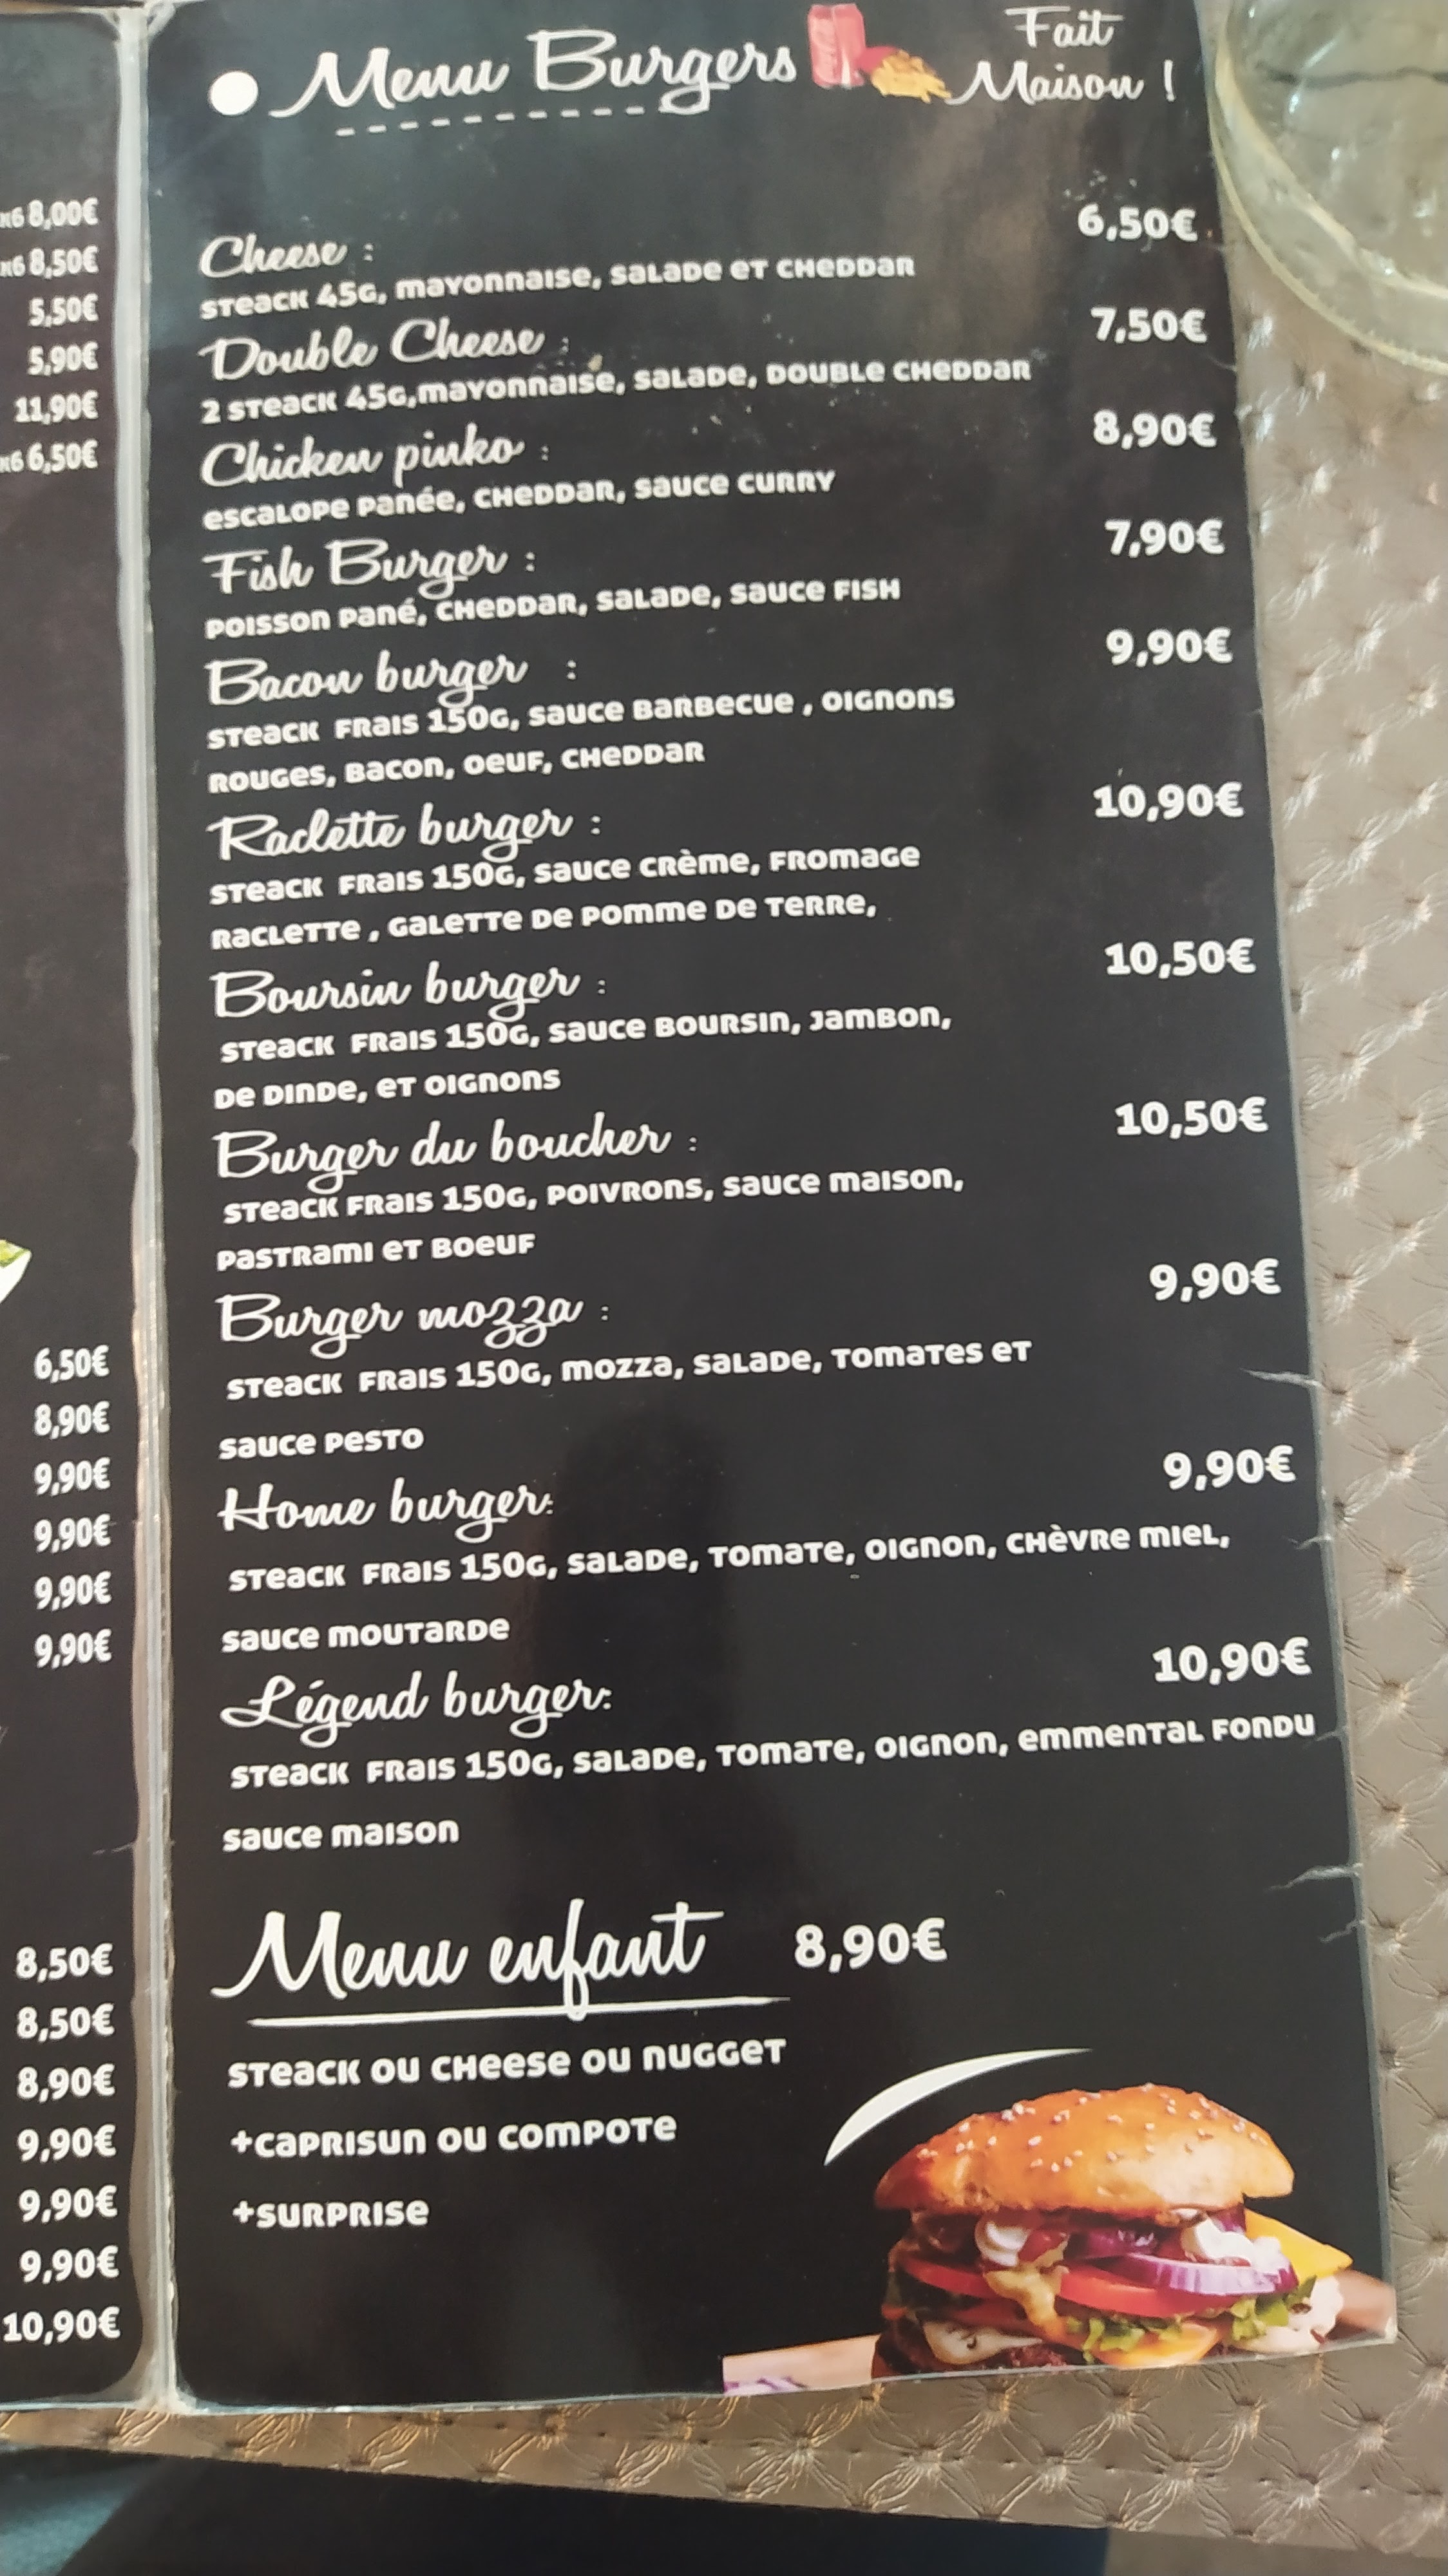 x6 8,00€
x6 8,50€
5,50€
5,90€
11,90€
x6 6,50€
6,50€
8,90€
9,90€
9,90€
9,90€
9,90€
8,50€
8,50€
8,90€
9,90€
9,90€
9,90€
10,90€
Menu Burgers
Fait
Maison !
Cheese : 6,50€
steack 45g, mayonnaise, salade et cheddar
Double Cheese : 7,50€
2 steack 45g,mayonnaise, salade, double cheddar
Chicken pinko : 8,90€
escalope panée, cheddar, sauce curry
Fish Burger : 7,90€
poisson pané, cheddar, salade, sauce fish
Bacon burger : 9,90€
steack frais 150g, sauce barbecue , oignons
rouges, bacon, oeuf, cheddar
Raclette burger : 10,90€
steack frais 150g, sauce crème, fromage
raclette , galette de pomme de terre,
Boursin burger : 10,50€
steack frais 150g, sauce boursin, jambon,
de dinde, et oignons
Burger du boucher : 10,50€
steack frais 150g, poivrons, sauce maison,
pastrami et boeuf
Burger mozza : 9,90€
steack frais 150g, mozza, salade, tomates et
sauce pesto
Home burger: 9,90€
steack frais 150g, salade, tomate, oignon, chèvre miel,
sauce moutarde
Légend burger: 10,90€
steack frais 150g, salade, tomate, oignon, emmental fondu
sauce maison
Menu enfant 8,90€
steack ou cheese ou nugget
+caprisun ou compote
+surprise